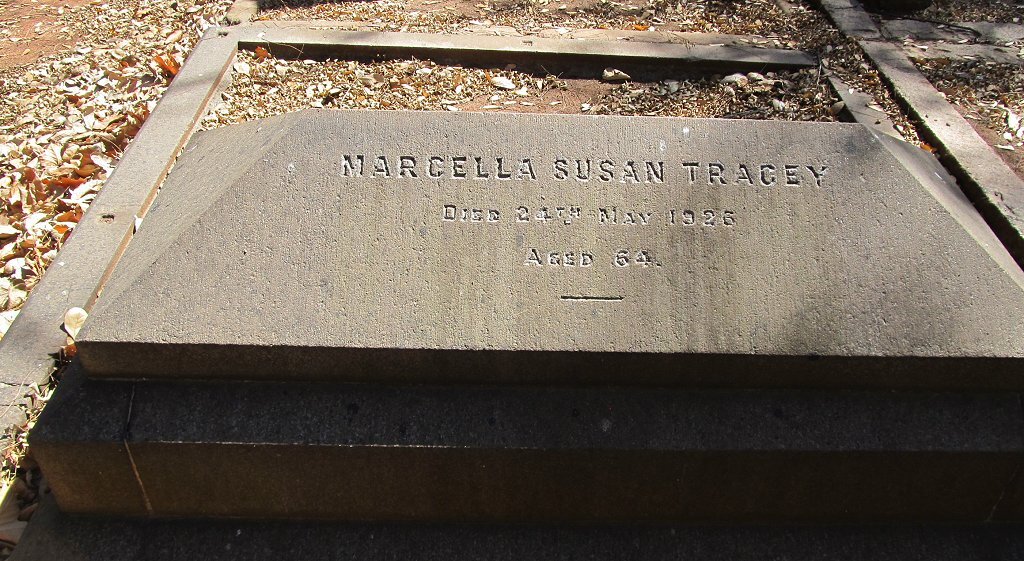 MARCELLA SUSAN TRACEY
DIED 24TH MAY 1926
AGED 64.